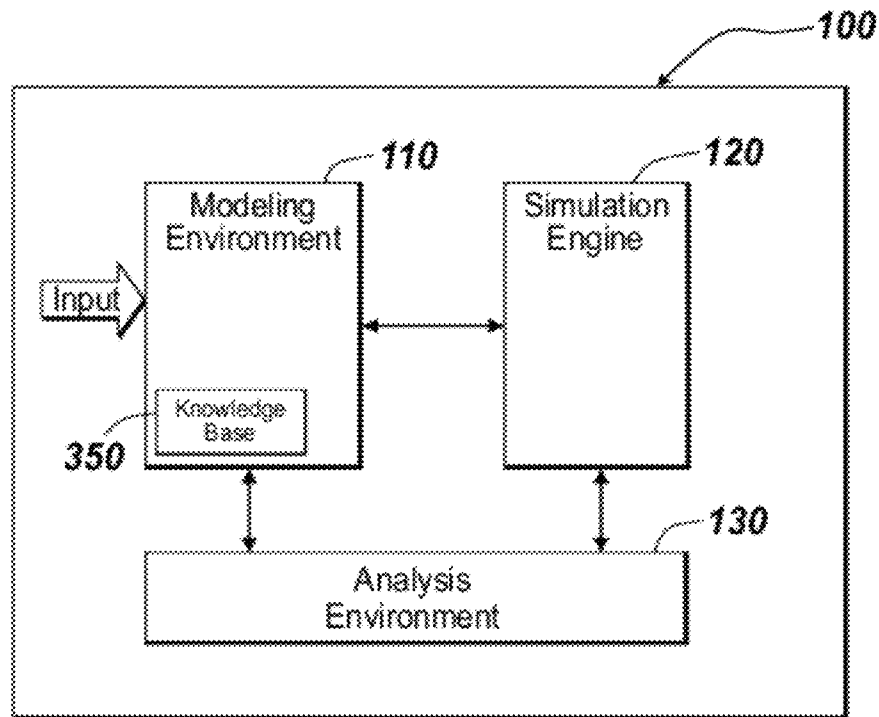 100
110
120
Modeling
Environment
Simulation
Engine
Input
Knowledge
Base
350
130
Analysis
Environment